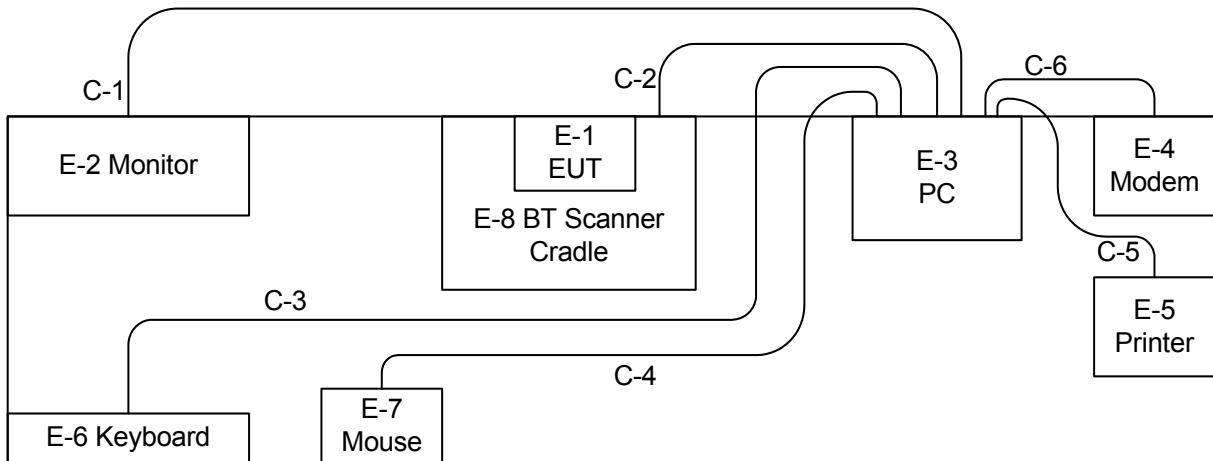 C-1
C-2
C-6
E-2 Monitor
E-1
EUT
E-8 BT Scanner
Cradle
E-3
PC
E-4
Modem
C-3
C-5
E-5
Printer
C-4
E-6 Keyboard
E-7
Mouse